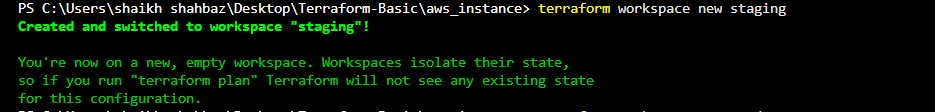 PS C:\Users\shaikh shahbaz\Desktop\Terraform-Basic\aws_instance> terraform workspace new staging
Created and switched to workspace "staging"!
You're now on a new, empty workspace. Workspaces isolate their state,
so if you run "terraform plan" Terraform will not see any existing state
for this configuration.